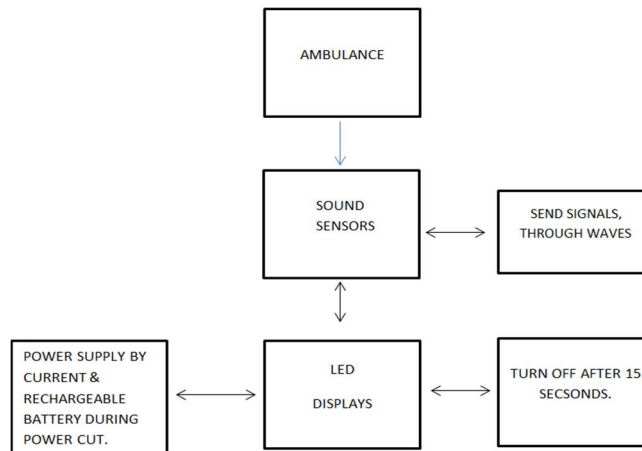 AMBULANCE
SOUND
SENSORS
SEND SIGNALS,
THROUGH WAVES
POWER SUPPLY BY
CURRENT &
RECHARGEABLE
BATTERY DURING
POWER CUT.
LED
DISPLAYS
TURN OFF AFTER 15
SECSONDS.